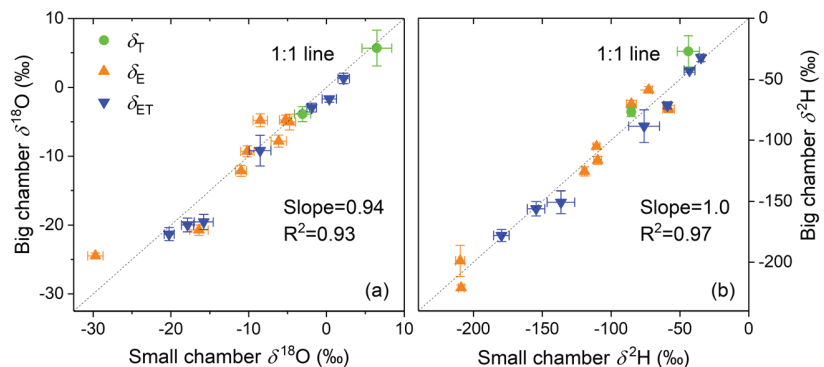 δT
δE
δET
1:1 line
Slope=0.94
R²=0.93
(a)
10
0
-10
-20
-30
Big chamber δ¹⁸O (‰)
-30 -20 -10 0 10
Small chamber δ¹⁸O (‰)
1:1 line
Slope=1.0
R²=0.97
(b)
0
-50
-100
-150
-200
Big chamber δ²H (‰)
-200 -150 -100 -50 0
Small chamber δ²H (‰)